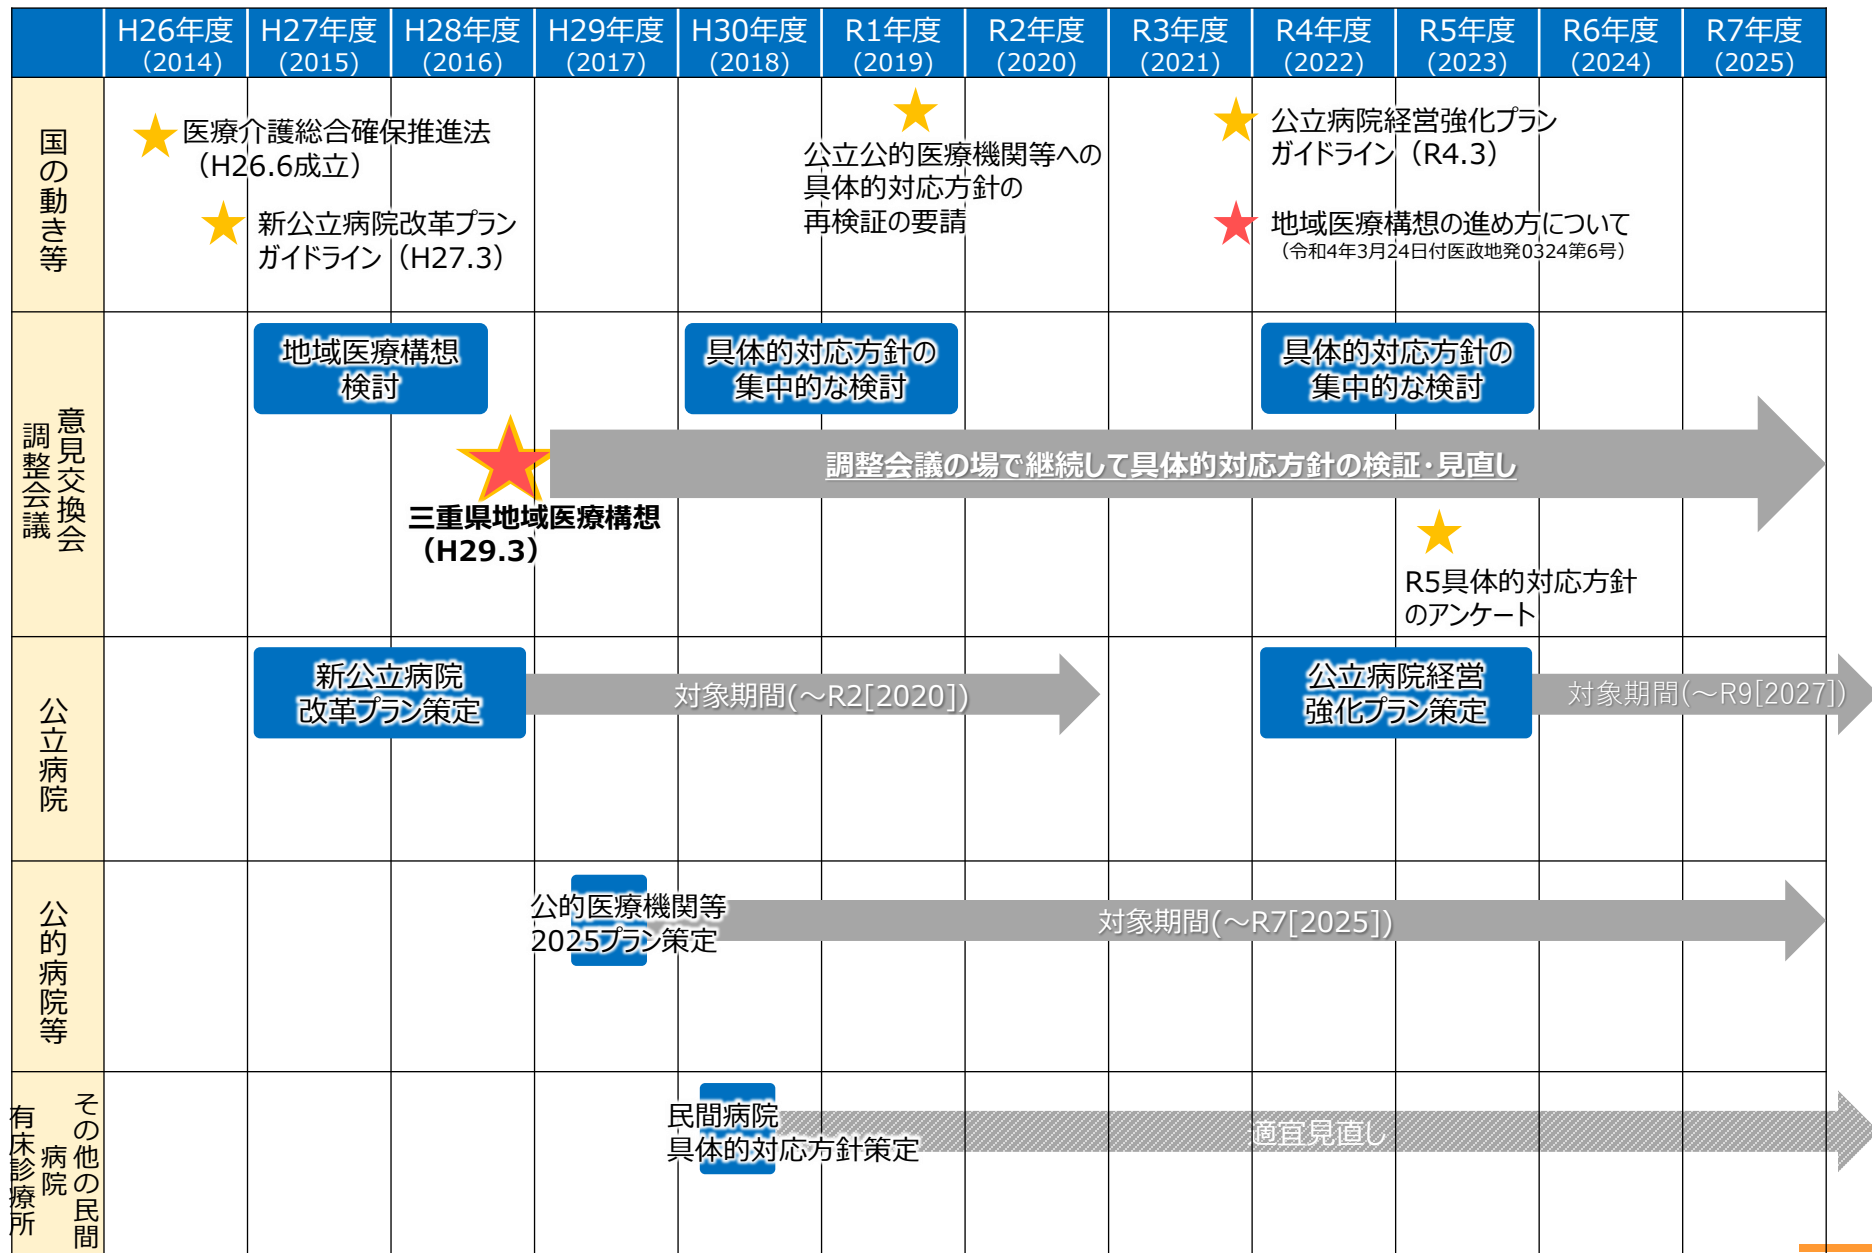 H26年度
(2014)
H27年度
(2015)
H28年度
(2016)
H29年度
(2017)
H30年度
(2018)
R1年度
(2019)
R2年度
(2020)
R3年度
(2021)
R4年度
(2022)
R5年度
(2023)
R6年度
(2024)
R7年度
(2025)
国の動き等
医療介護総合確保推進法
（H26.6成立）
新公立病院改革プラン
ガイドライン（H27.3）
公立公的医療機関等への
具体的対応方針の
再検証の要請
公立病院経営強化プラン
ガイドライン（R4.3）
地域医療構想の進め方について
（令和4年3月24日付医政地発0324第6号）
意見交換会
調整会議
地域医療構想
検討
具体的対応方針の
集中的な検討
具体的対応方針の
集中的な検討
調整会議の場で継続して具体的対応方針の検証・見直し
三重県地域医療構想
（H29.3）
R5具体的対応方針
のアンケート
公立病院
新公立病院
改革プラン策定
対象期間(～R2[2020])
公立病院経営
強化プラン策定
対象期間(～R9[2027])
公的病院等
公的医療機関等
2025プラン策定
対象期間(～R7[2025])
その他の民間
病院
有床診療所
民間病院
具体的対応方針策定
適宜見直し